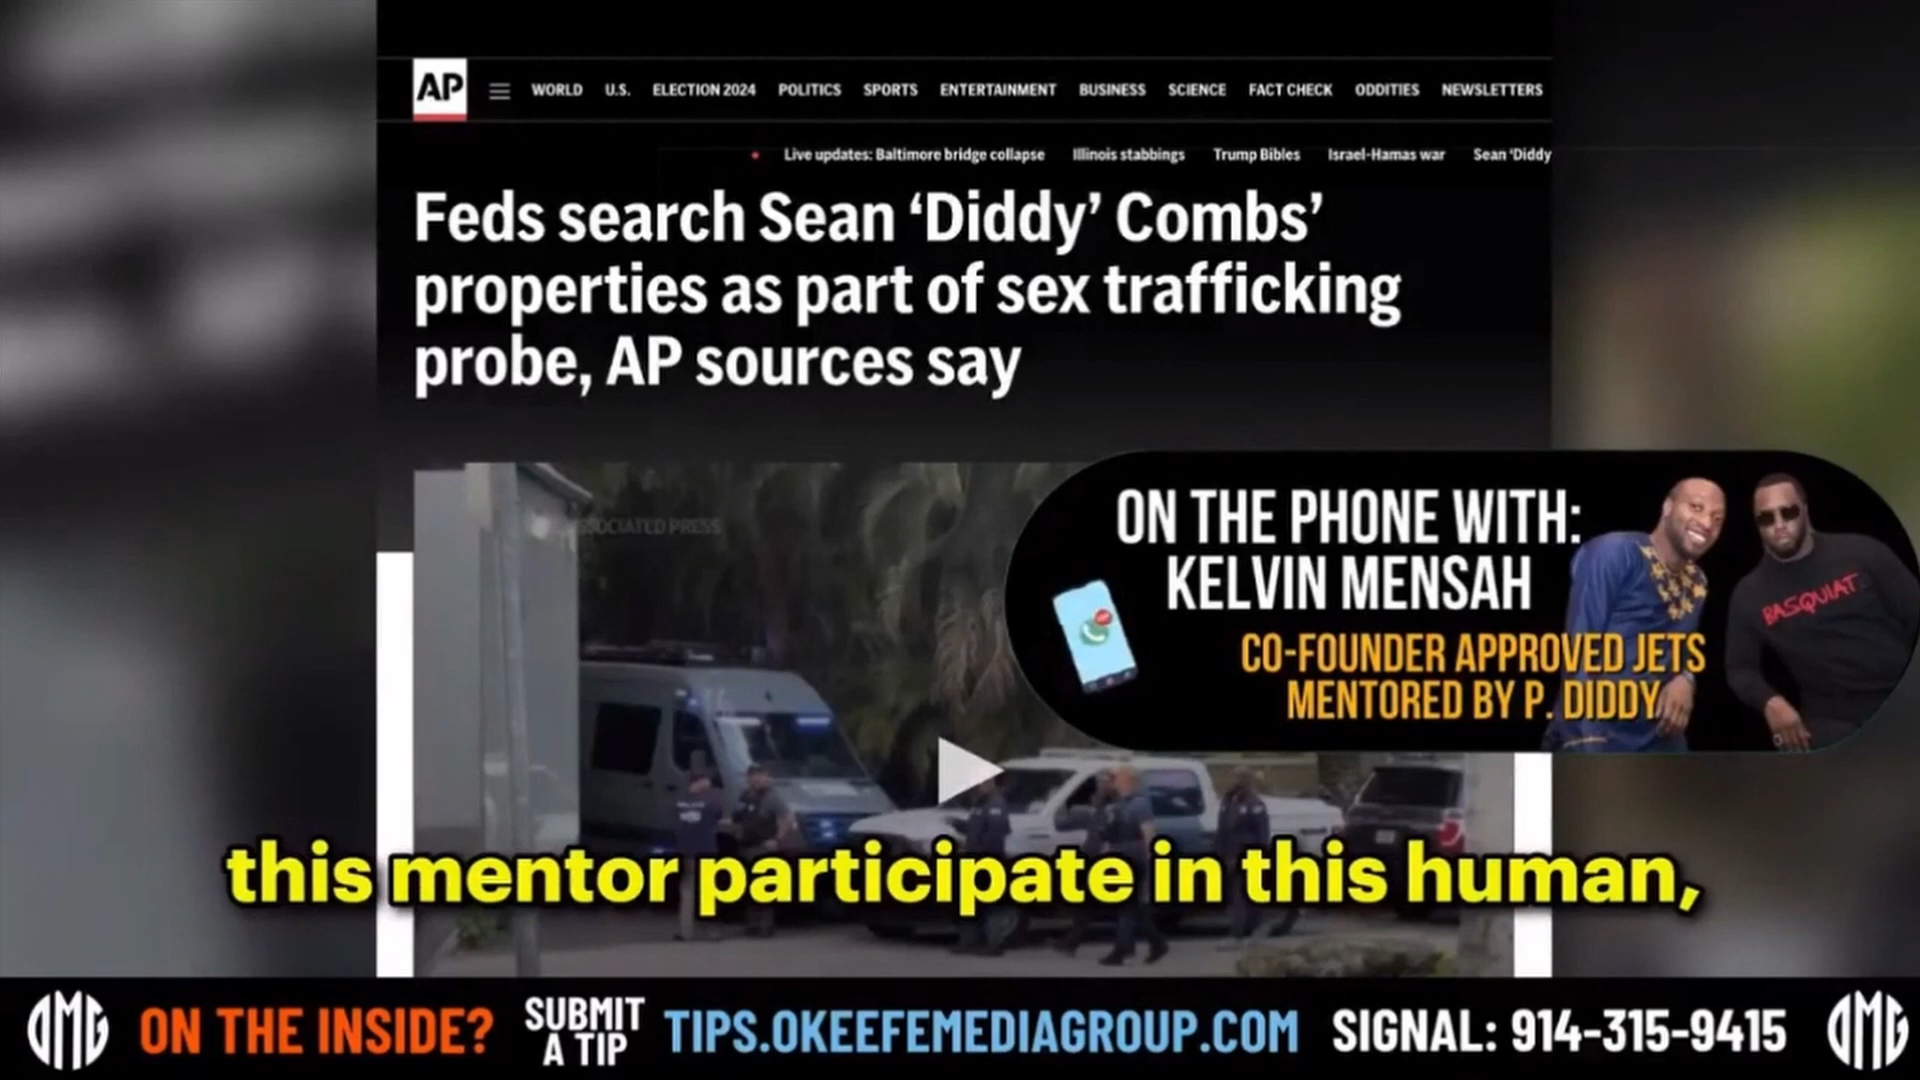 AP
WORLD U.S. ELECTION 2024 POLITICS SPORTS ENTERTAINMENT BUSINESS SCIENCE FACT CHECK ODDITIES NEWSLETTERS
Live updates: Baltimore bridge collapse Illinois stabbings Trump Bibles Israel-Hamas war Sean ‘Diddy
Feds search Sean ‘Diddy’ Combs’
properties as part of sex trafficking
probe, AP sources say
ASSOCIATED PRESS
ON THE PHONE WITH:
KELVIN MENSAH
CO-FOUNDER APPROVED JETS
MENTORED BY P. DIDDY
BASQUIAT
this mentor participate in this human,
OMG ON THE INSIDE? SUBMIT
A TIP TIPS.OKEEFEMEDIAGROUP.COM SIGNAL: 914-315-9415 OMG